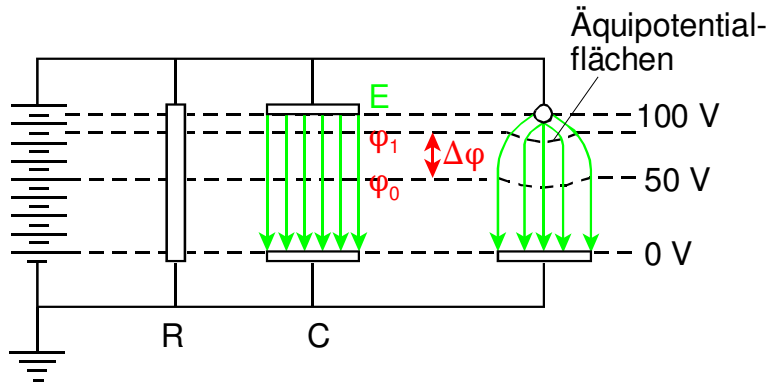 Äquipotential-
flächen
E
100 V
φ₁
Δφ
φ₀
50 V
0 V
R
C